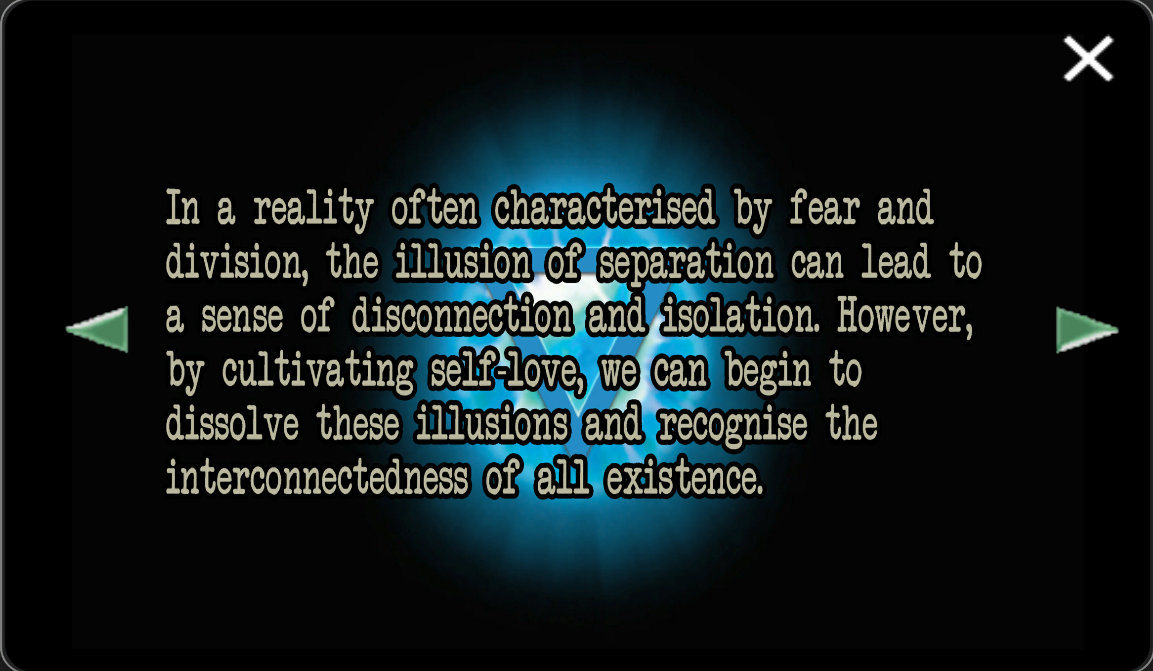 In a reality often characterised by fear and
division, the illusion of separation can lead to
a sense of disconnection and isolation. However,
by cultivating self-love, we can begin to
dissolve these illusions and recognise the
interconnectedness of all existence.